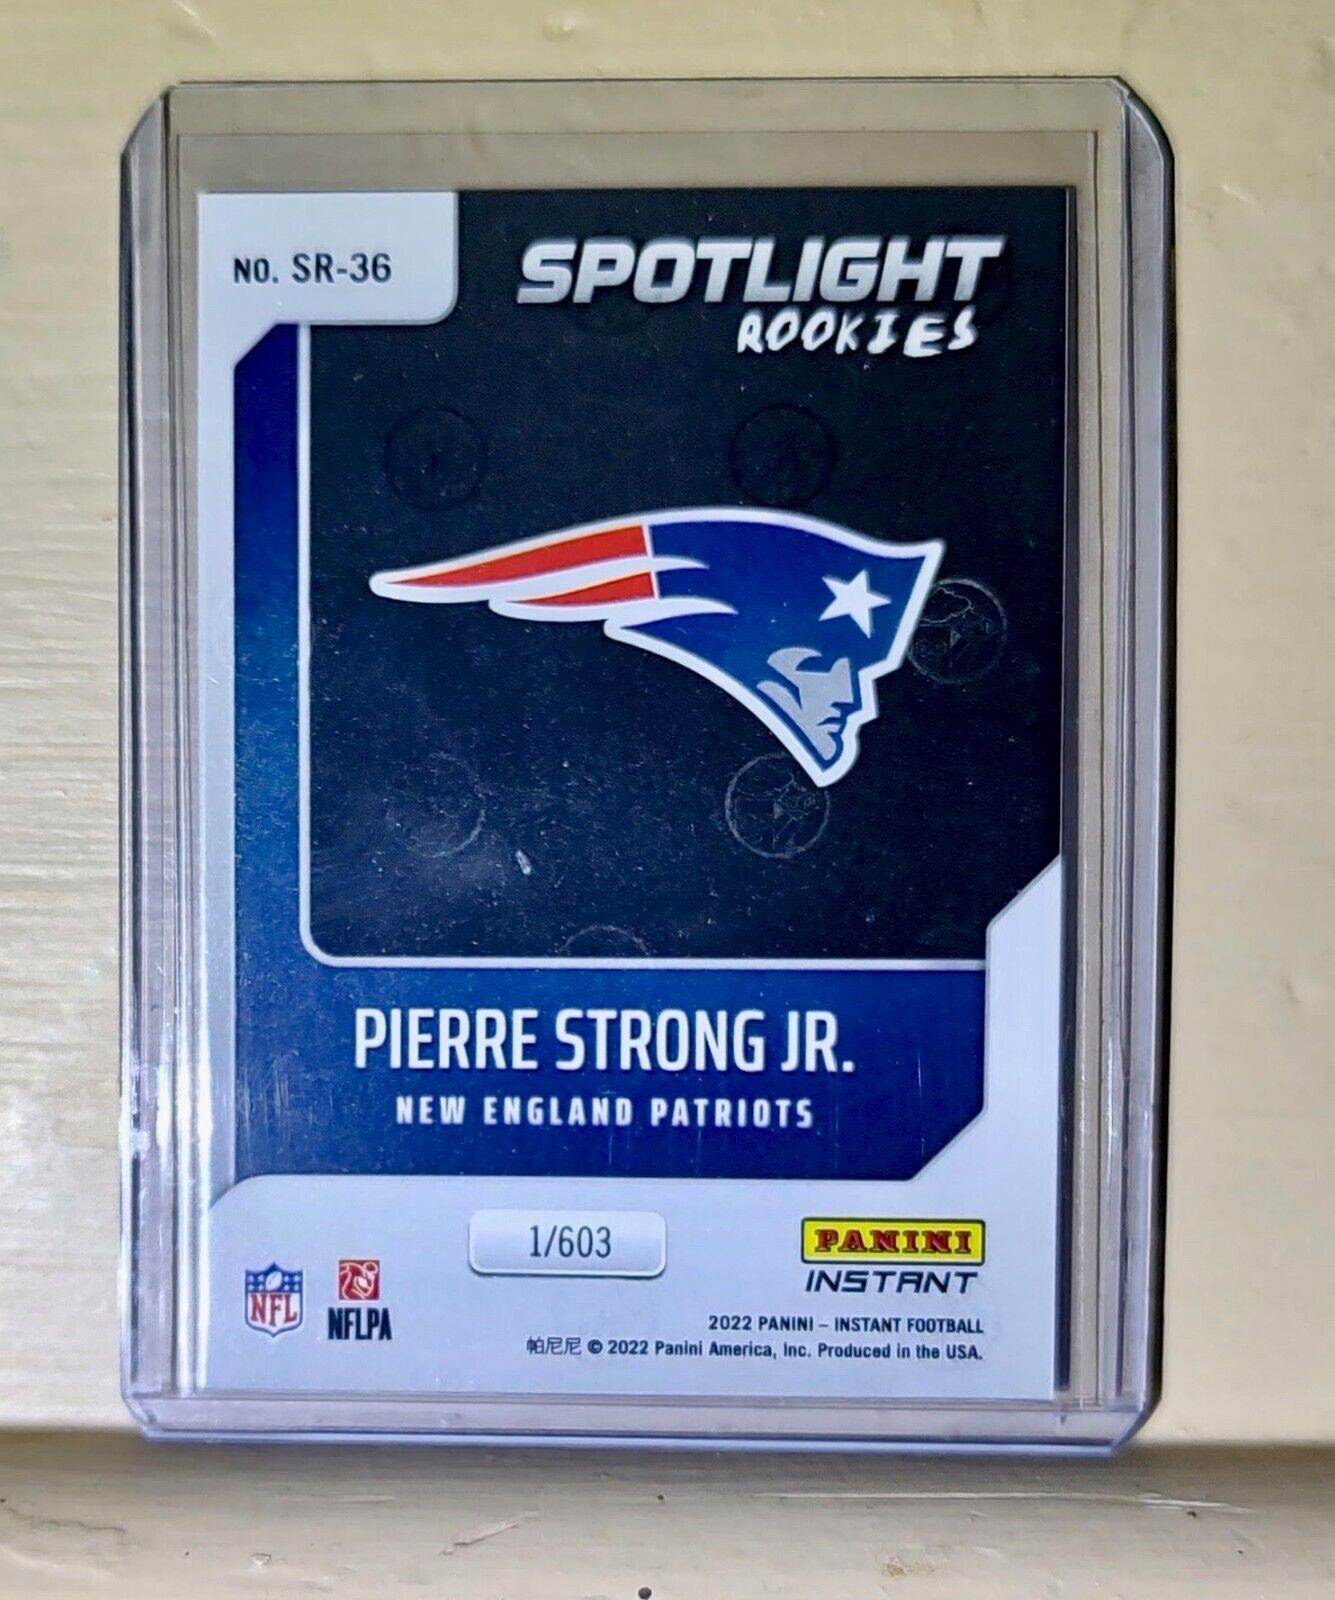 NO. SR-36
SPOTLIGHT
ROOKIES
PIERRE STRONG JR.
NEW ENGLAND PATRIOTS
1/603
PANINI
INSTANT
NFL
NFLPA
2022 PANINI – INSTANT FOOTBALL
帕尼尼 © 2022 Panini America, Inc. Produced in the USA.